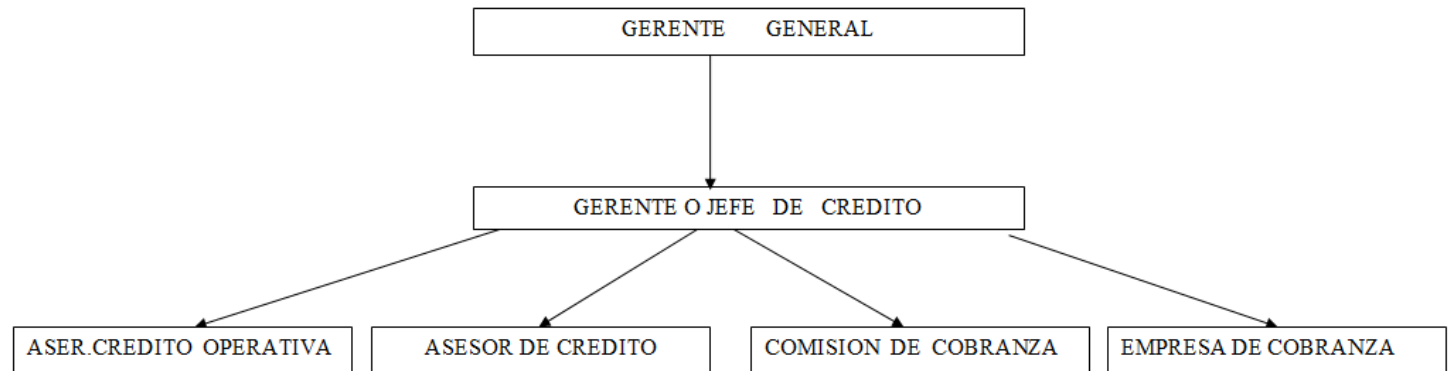 GERENTE GENERAL
GERENTE O JEFE DE CREDITO
ASER.CREDITO OPERATIVA
ASESOR DE CREDITO
COMISION DE COBRANZA
EMPRESA DE COBRANZA